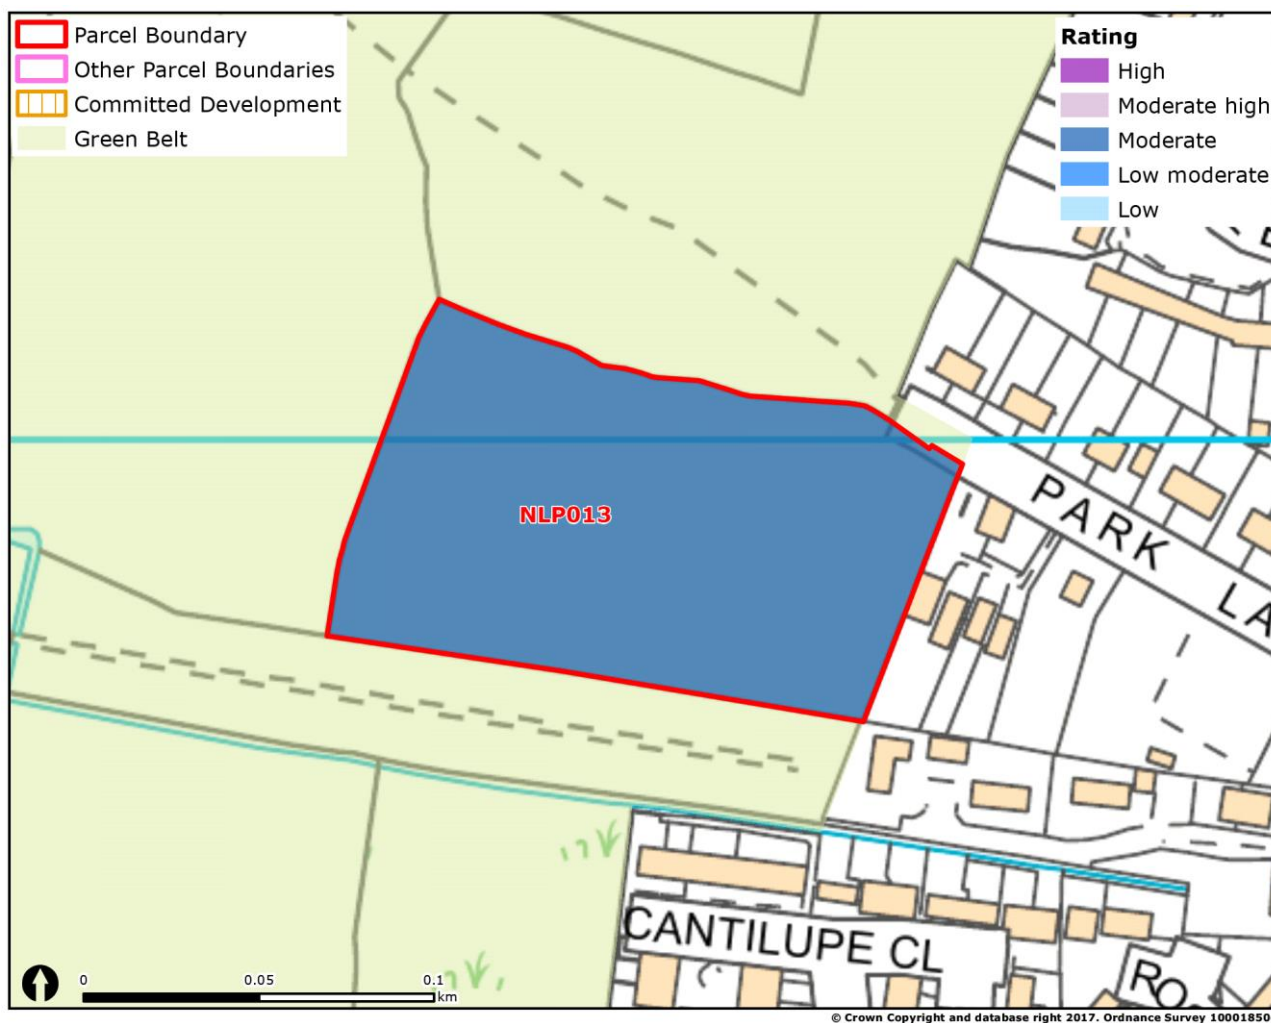 Parcel Boundary
Other Parcel Boundaries
Committed Development
Green Belt
Rating
High
Moderate high
Moderate
Low moderate
Low
NLP013
PARK LA
CANTILUPE CL
ROS
0 0.05 0.1
km
© Crown Copyright and database right 2017. Ordnance Survey 10001850